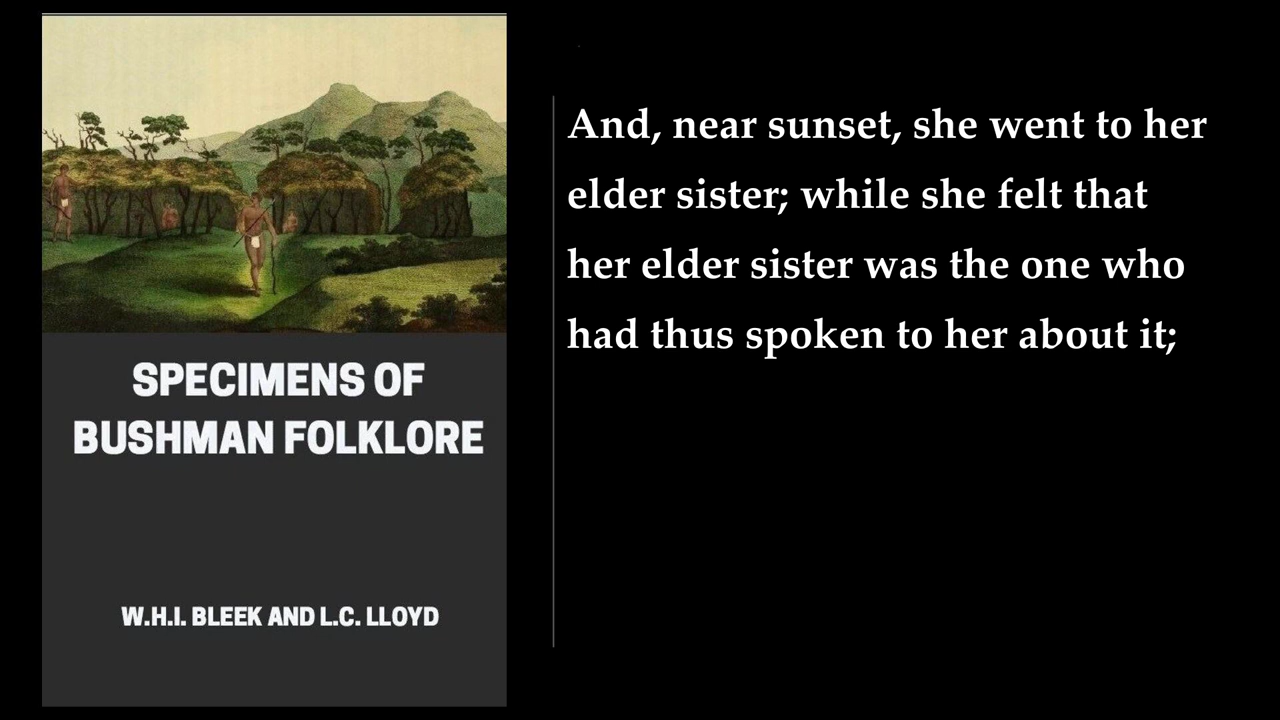 SPECIMENS OF
BUSHMAN FOLKLORE
W.H.I. BLEEK AND L.C. LLOYD
And, near sunset, she went to her
elder sister; while she felt that
her elder sister was the one who
had thus spoken to her about it;